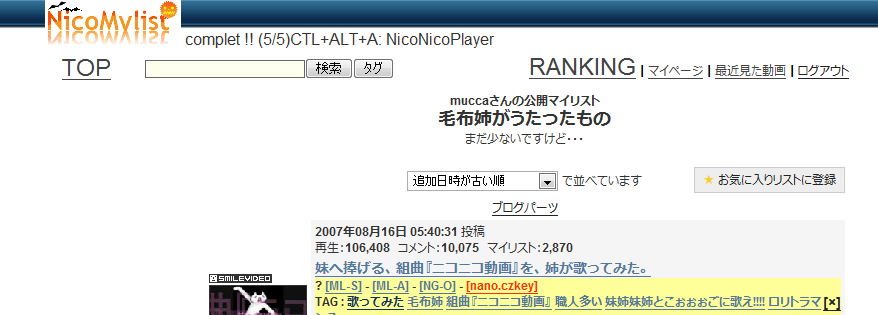 NicoMylist
complet !! (5/5)CTL+ALT+A: NicoNicoPlayer
TOP 検索 タグ RANKING | マイページ | 最近見た動画 | ログアウト
muccaさんの公開マイリスト
毛布姉がうたったもの
まだ少ないですけど・・・
追加日時が古い順 で並べています ★ お気に入りリストに登録
ブログパーツ
2007年08月16日 05:40:31 投稿
再生：106,408 コメント：10,075 マイリスト：2,870
妹へ捧げる、組曲『ニコニコ動画』を、姉が歌ってみた。
SMILEVIDEO
? [ML-S] - [ML-A] - [NG-O] - [nano.czkey]
TAG : 歌ってみた 毛布姉 組曲『ニコニコ動画』 職人多い 妹姉妹姉とこぉぉぉごに歌え!!!! ロリトラマ [×]